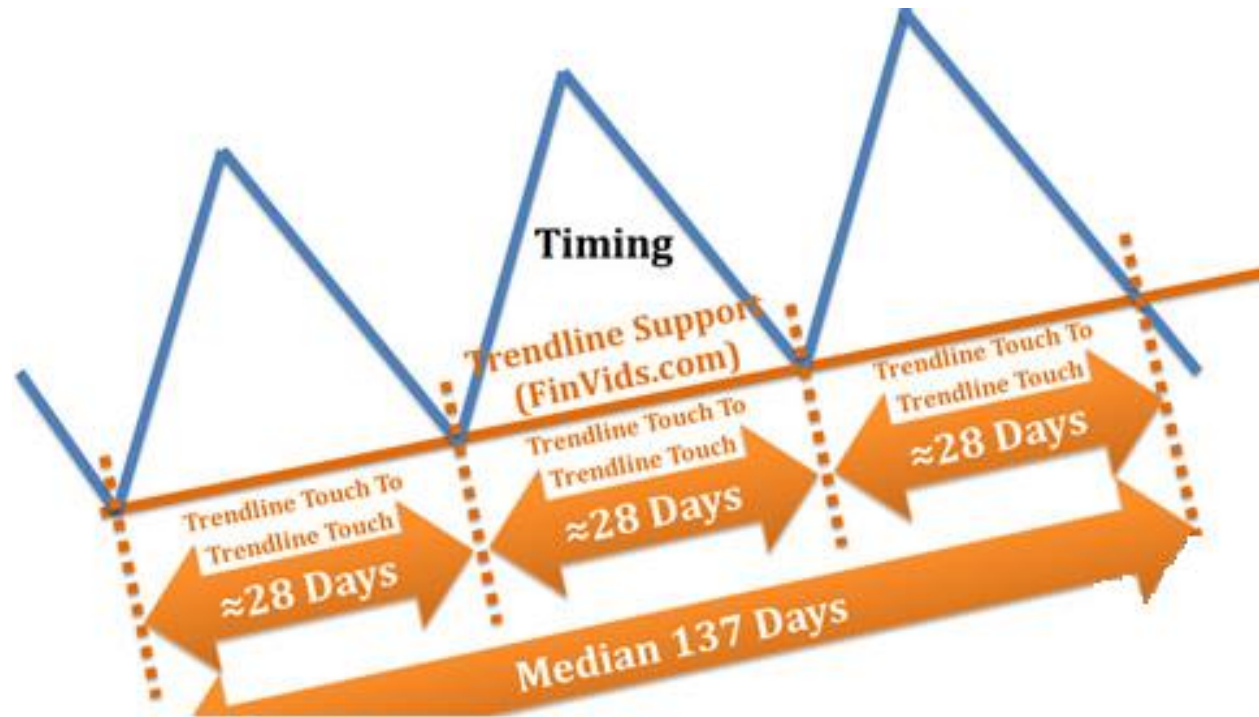 Timing
Trendline Support
(FinVids.com)
Trendline Touch To
Trendline Touch
≈28 Days
Trendline Touch To
Trendline Touch
≈28 Days
Trendline Touch To
Trendline Touch
≈28 Days
Median 137 Days